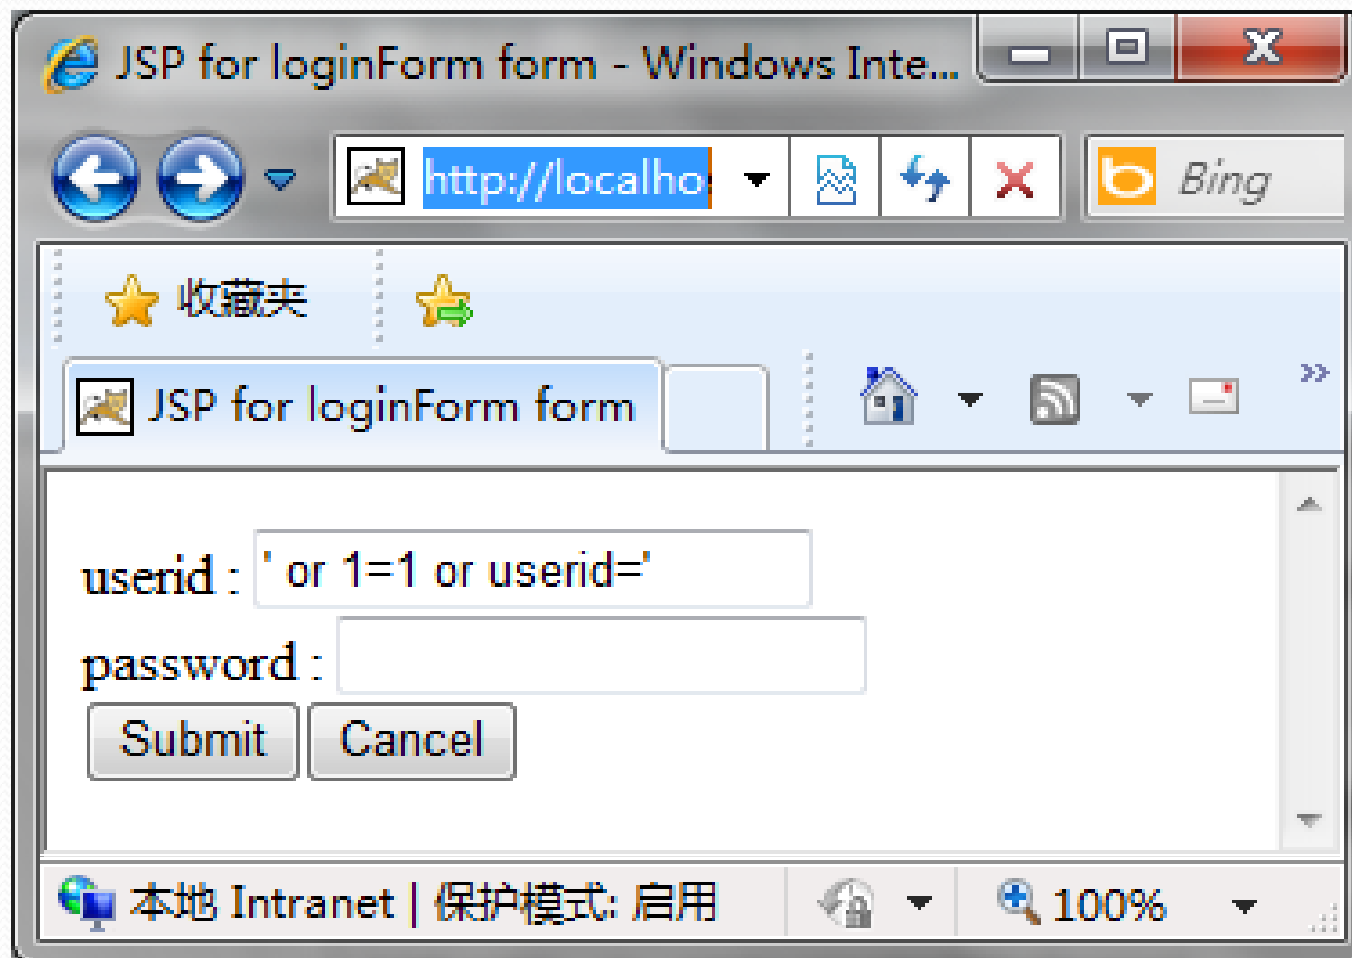 JSP for loginForm form - Windows Inte...
http://localho
Bing
收藏夹
JSP for loginForm form
userid : ' or 1=1 or userid='
password :
Submit Cancel
本地 Intranet | 保护模式: 启用
100%